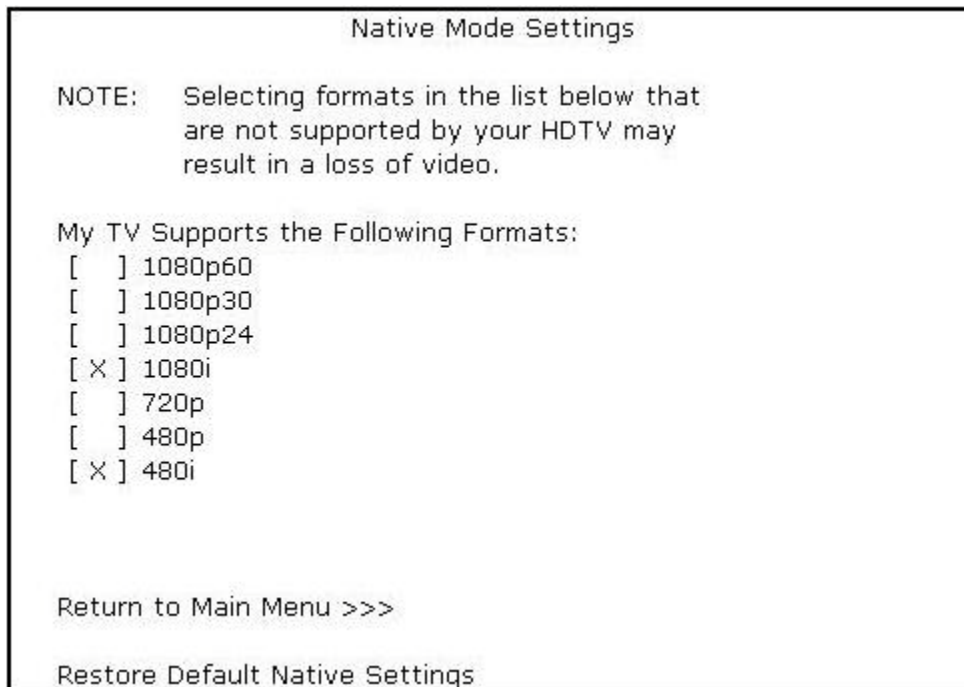 Native Mode Settings
NOTE: Selecting formats in the list below that
are not supported by your HDTV may
result in a loss of video.
My TV Supports the Following Formats:
[ ] 1080p60
[ ] 1080p30
[ ] 1080p24
[ X ] 1080i
[ ] 720p
[ ] 480p
[ X ] 480i
Return to Main Menu >>>
Restore Default Native Settings